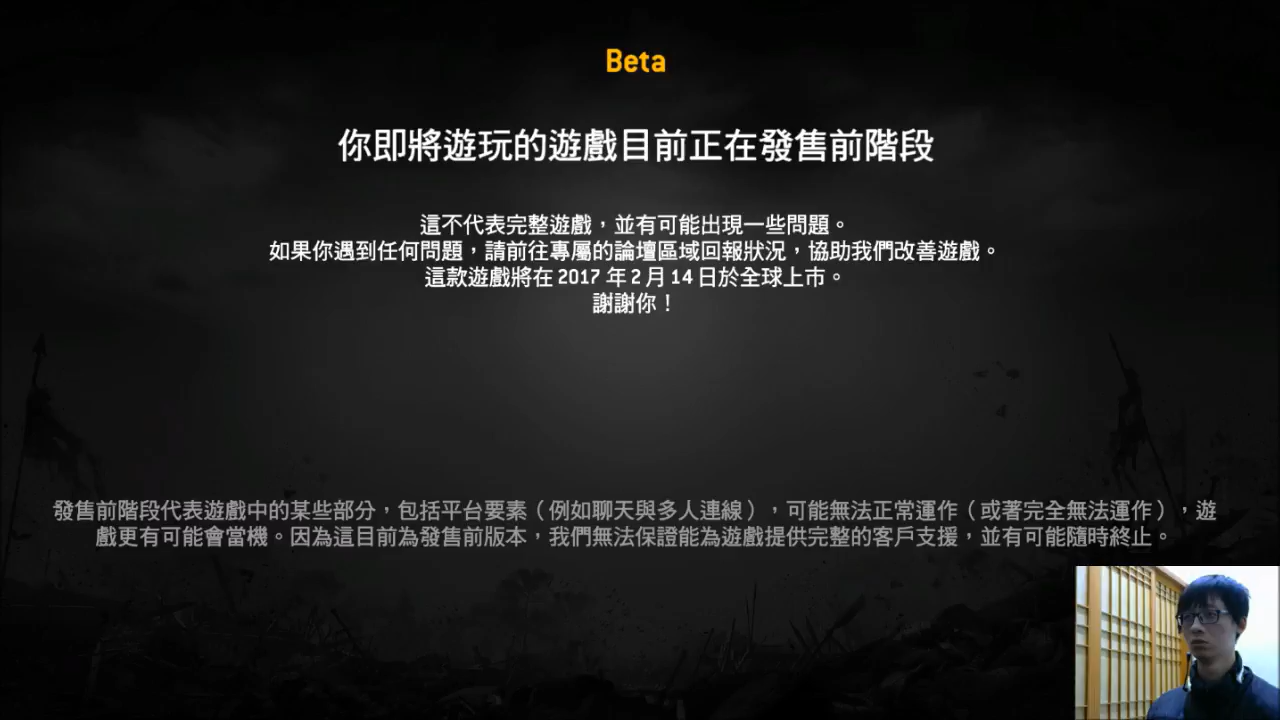 Beta
你即將遊玩的遊戲目前正在發售前階段
這不代表完整遊戲，並有可能出現一些問題。
如果你遇到任何問題，請前往專屬的論壇區域回報狀況，協助我們改善遊戲。
這款遊戲將在 2017 年 2 月 14 日於全球上市。
謝謝你！
發售前階段代表遊戲中的某些部分，包括平台要素（例如聊天與多人連線），可能無法正常運作（或著完全無法運作），遊
戲更有可能會當機。因為這目前為發售前版本，我們無法保證能為遊戲提供完整的客戶支援，並有可能隨時終止。